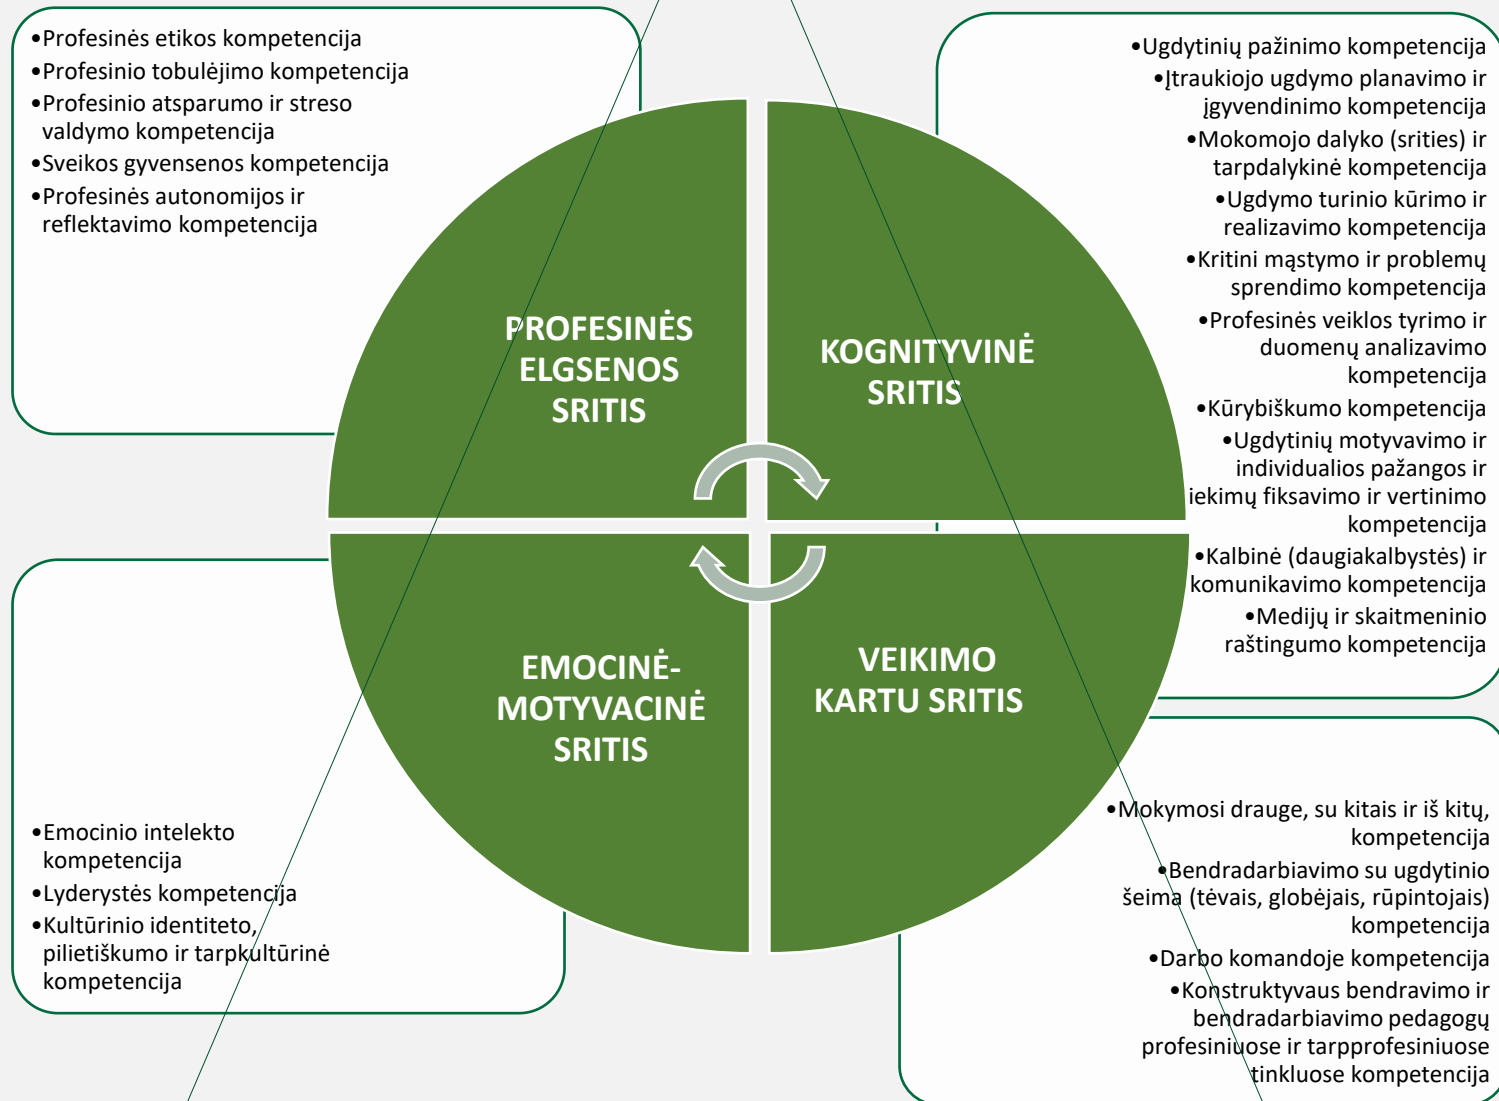 •Profesinės etikos kompetencija
•Profesinio tobulėjimo kompetencija
•Profesinio atsparumo ir streso
valdymo kompetencija
•Sveikos gyvensenos kompetencija
•Profesinės autonomijos ir
reflektavimo kompetencija
•Ugdytinių pažinimo kompetencija
•Įtraukiojo ugdymo planavimo ir
įgyvendinimo kompetencija
•Mokomojo dalyko (srities) ir
tarpdalykinė kompetencija
•Ugdymo turinio kūrimo ir
realizavimo kompetencija
•Kritini mąstymo ir problemų
sprendimo kompetencija
•Profesinės veiklos tyrimo ir
duomenų analizavimo
kompetencija
•Kūrybiškumo kompetencija
•Ugdytinių motyvavimo ir
individualios pažangos ir
iekimų fiksavimo ir vertinimo
kompetencija
•Kalbinė (daugiakalbystės) ir
komunikavimo kompetencija
•Medijų ir skaitmeninio
raštingumo kompetencija
PROFESINĖS
ELGSENOS
SRITIS
KOGNITYVINĖ
SRITIS
EMOCINĖ-
MOTYVACINĖ
SRITIS
VEIKIMO
KARTU SRITIS
•Emocinio intelekto
kompetencija
•Lyderystės kompetencija
•Kultūrinio identiteto,
pilietiškumo ir tarpkultūrinė
kompetencija
•Mokymosi drauge, su kitais ir iš kitų,
kompetencija
•Bendradarbiavimo su ugdytinio
šeima (tėvais, globėjais, rūpintojais)
kompetencija
•Darbo komandoje kompetencija
•Konstruktyvaus bendravimo ir
bendradarbiavimo pedagogų
profesiniuose ir tarpprofesiniuose
tinkluose kompetencija